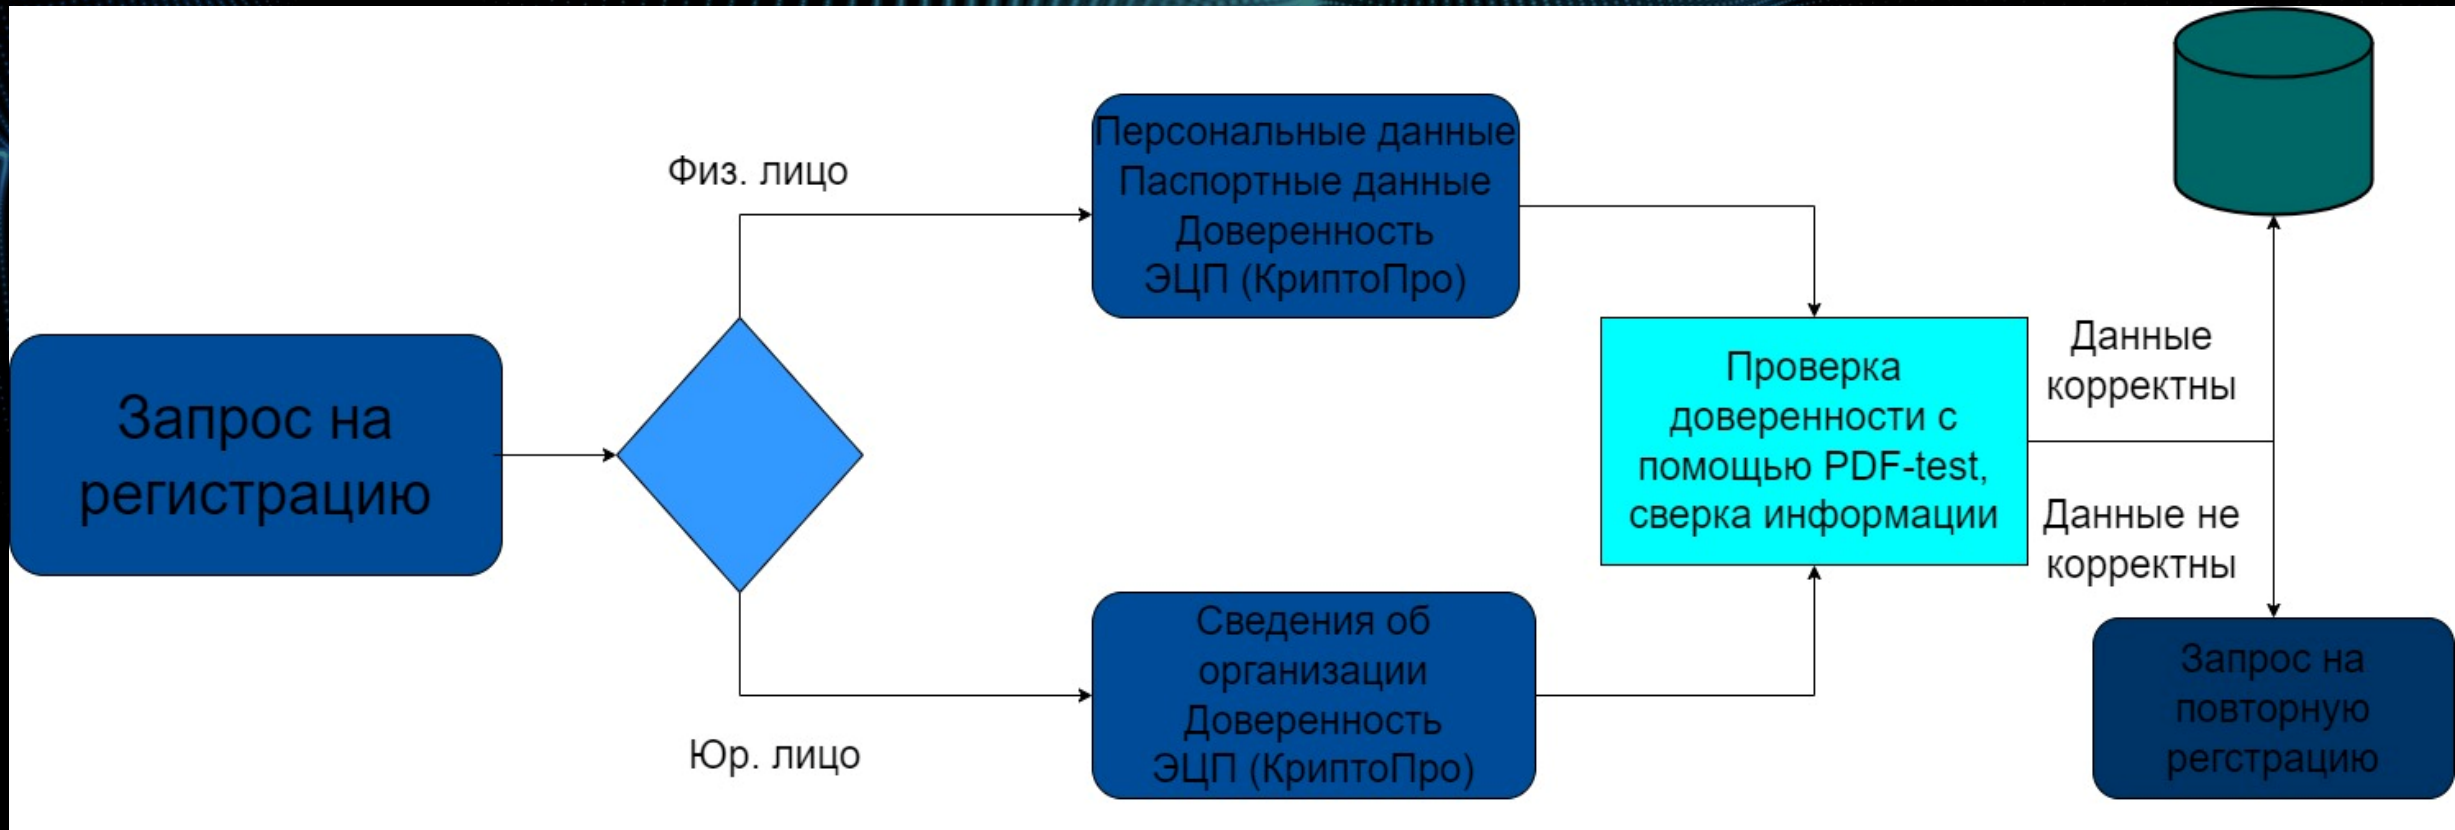 Запрос на
регистрацию
Физ. лицо
Юр. лицо
Персональные данные
Паспортные данные
Доверенность
ЭЦП (КриптоПро)
Сведения об
организации
Доверенность
ЭЦП (КриптоПро)
Проверка
доверенности с
помощью PDF-test,
сверка информации
Данные
корректны
Данные не
корректны
Запрос на
повторную
регстрацию